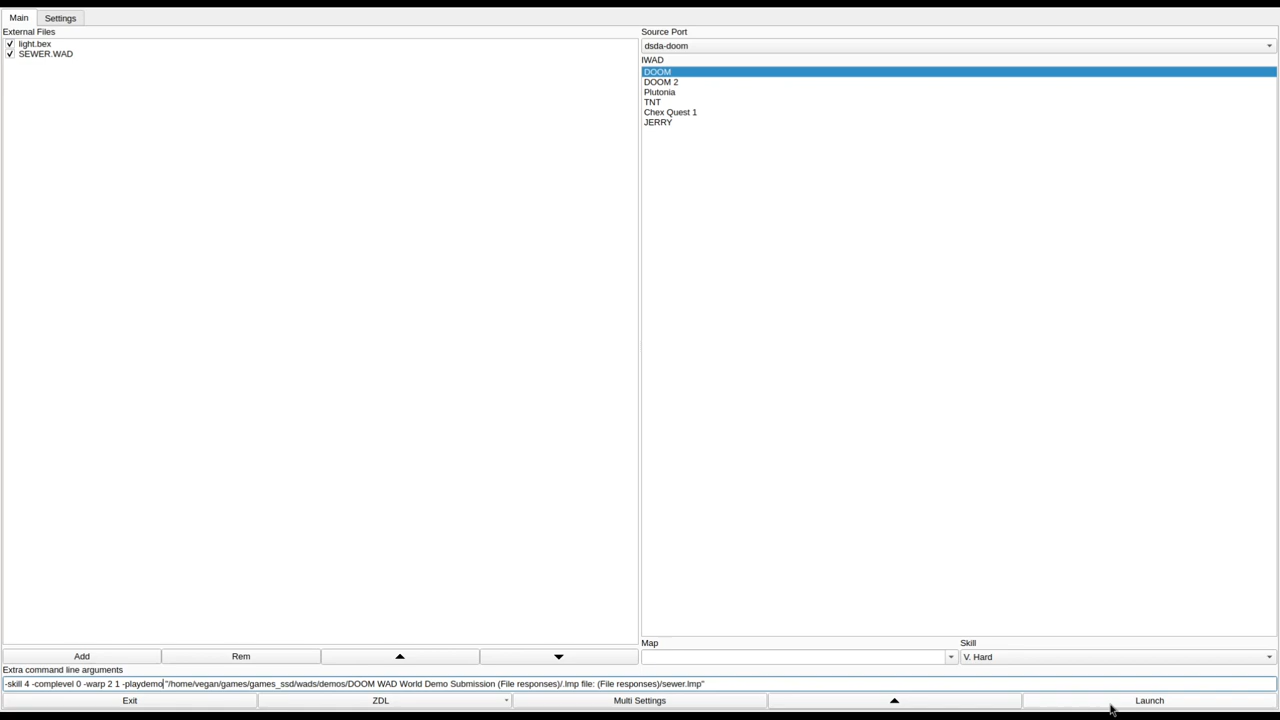 Main Settings
External Files
light.bex
SEWER.WAD
Source Port
dsda-doom
IWAD
DOOM
DOOM 2
Plutonia
TNT
Chex Quest 1
JERRY
Map Skill
V. Hard
Add Rem
Extra command line arguments
-skill 4 -complevel 0 -warp 2 1 -playdemo "/home/vegan/games/games_ssd/wads/demos/DOOM WAD World Demo Submission (File responses)/.lmp file: (File responses)/sewer.lmp"
Exit ZDL Multi Settings Launch